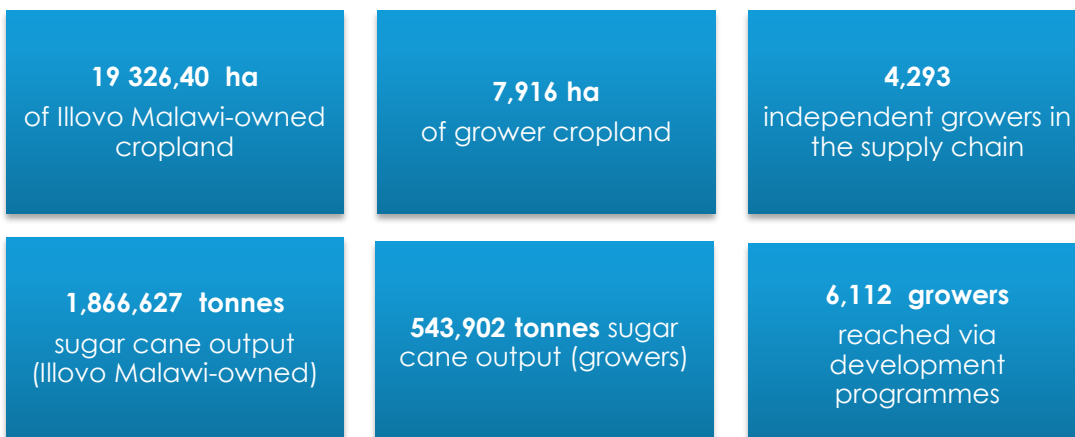 19 326,40 ha
of Illovo Malawi-owned
cropland
7,916 ha
of grower cropland
4,293
independent growers in
the supply chain
1,866,627 tonnes
sugar cane output
(Illovo Malawi-owned)
543,902 tonnes sugar
cane output (growers)
6,112 growers
reached via
development
programmes